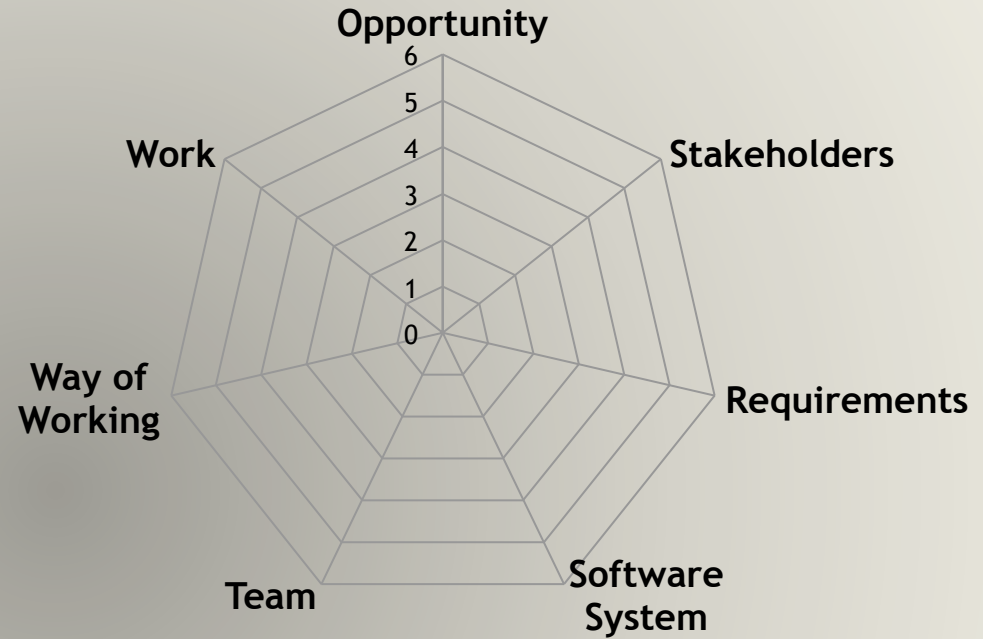 Opportunity
6
5
4
3
2
1
0
Work
Stakeholders
Way of
Working
Requirements
Team
Software
System